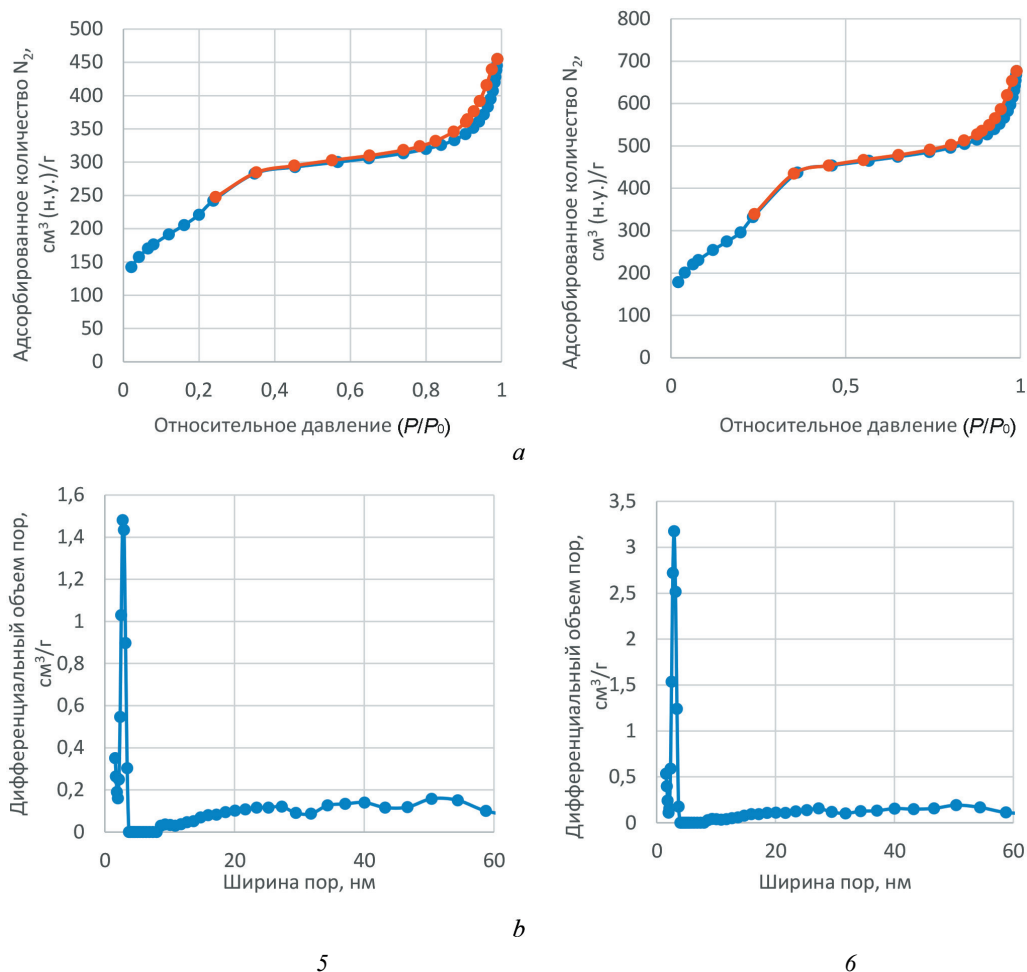 Адсорбированное количество N₂,
см³ (н.у.)/г
500
450
400
350
300
250
200
150
100
50
0
0 0,2 0,4 0,6 0,8 1
Относительное давление (P/P₀)
Адсорбированное количество N₂,
см³ (н.у.)/г
800
700
600
500
400
300
200
100
0
0 0,5 1
Относительное давление (P/P₀)
a
Дифференциальный объем пор,
см³/г
1,6
1,4
1,2
1
0,8
0,6
0,4
0,2
0
0 20 40 60
Ширина пор, нм
Дифференциальный объем пор,
см³/г
3,5
3
2,5
2
1,5
1
0,5
0
0 20 40 60
Ширина пор, нм
b
5 6